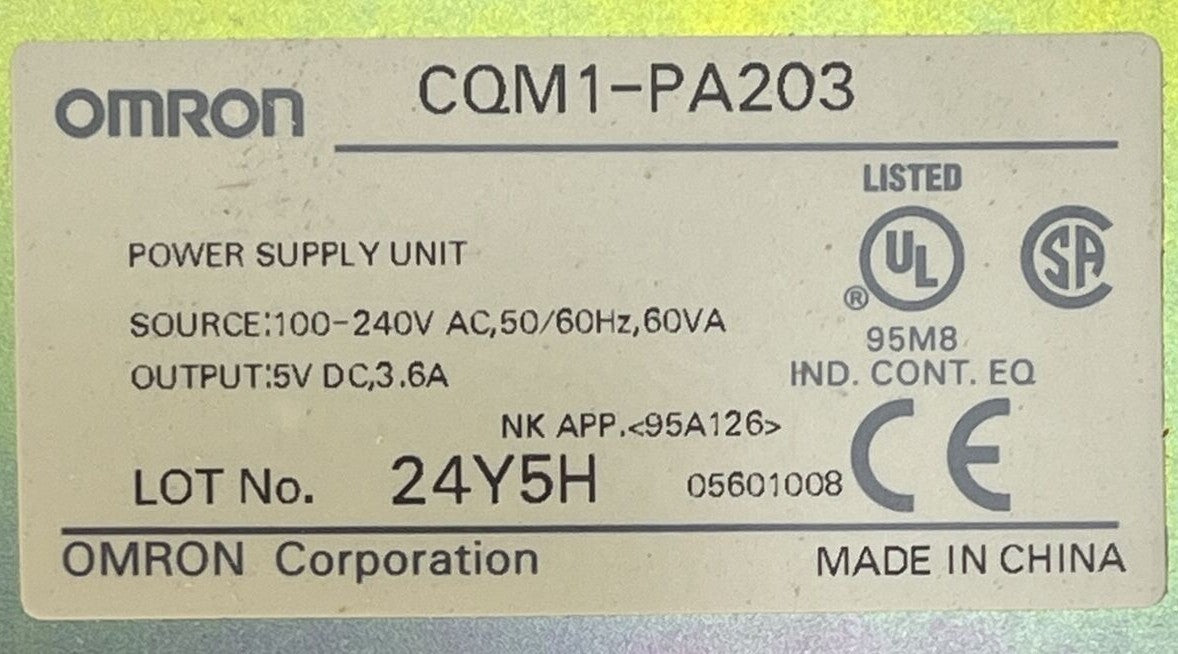 OMRON CQM1-PA203
LISTED
UL SA
®
POWER SUPPLY UNIT
SOURCE:100-240V AC,50/60Hz,60VA
95M8
OUTPUT:5V DC,3.6A
IND. CONT. EQ
NK APP.<95A126>
CE
LOT No. 24Y5H 05601008
OMRON Corporation MADE IN CHINA